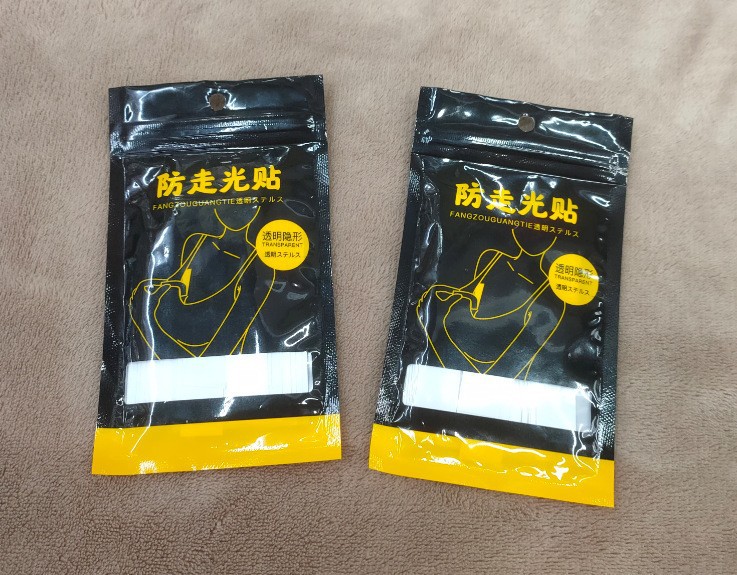 防走光贴
FANGZOUGUANGTIE透明ステルス
透明隐形
TRANSPARENT
透明ステルス
防走光贴
FANGZOUGUANGTIE透明ステルス
透明隐形
TRANSPARENT
透明ステルス